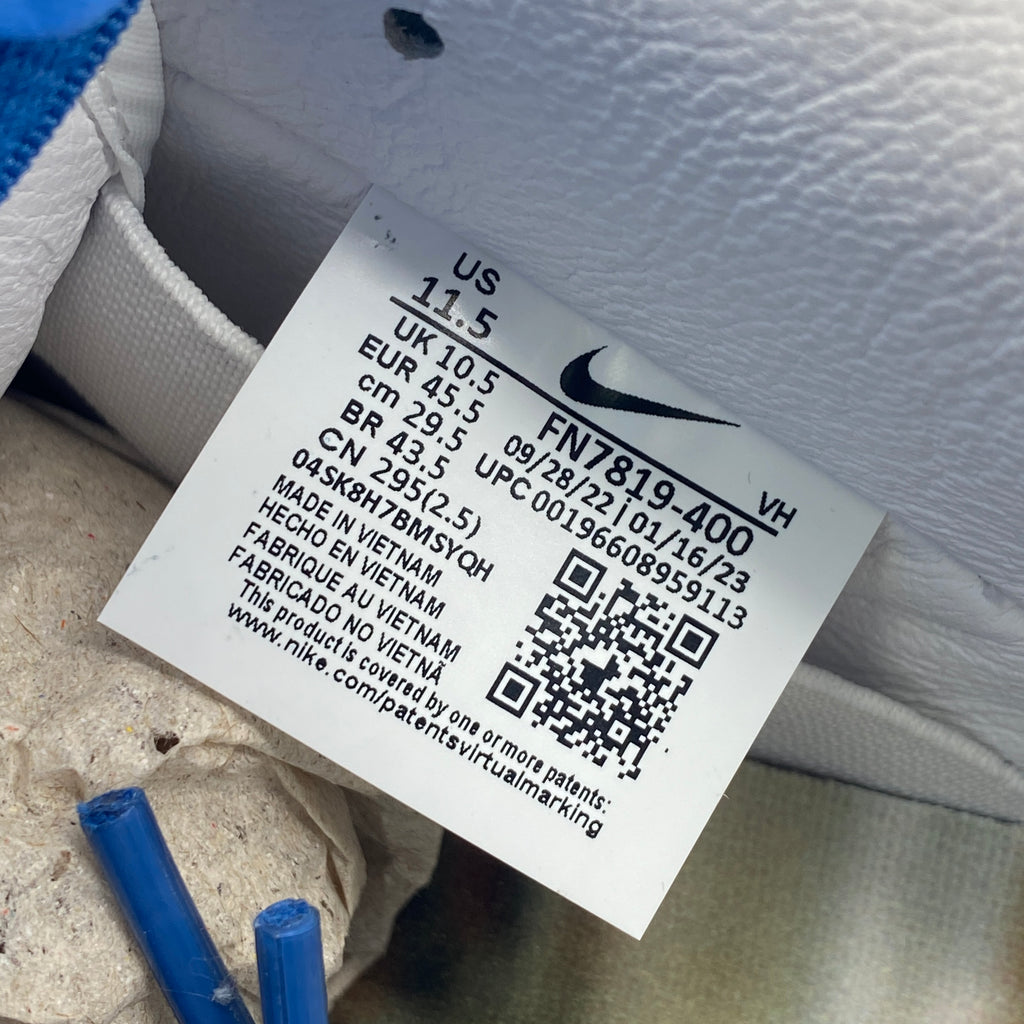 US
11.5
UK 10.5
EUR 45.5
cm 29.5
BR 43.5
CN 295(2.5)
04SK8H7BMSYQH
MADE IN VIETNAM
HECHO EN VIETNAM
FABRIQUE AU VIETNAM
FABRICADO NO VIETNÃ
This product is covered by one or more patents:
www.nike.com/patentsvirtualmarking
VH
FN7819-400
09/28/22 | 01/16/23
UPC 00196608959113